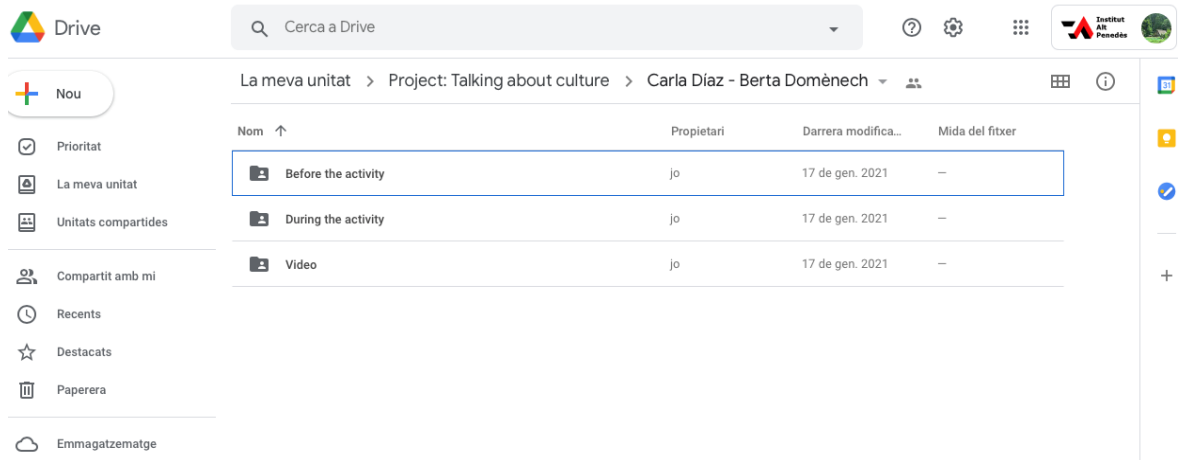 Drive
Cerca a Drive
Institut
Alt
Penedès
Nou
La meva unitat > Project: Talking about culture > Carla Díaz - Berta Domènech
31
Prioritat
La meva unitat
Unitats compartides
Compartit amb mi
Recents
Destacats
Paperera
Emmagatzematge
Nom Propietari Darrera modifica... Mida del fitxer
Before the activity jo 17 de gen. 2021 —
During the activity jo 17 de gen. 2021 —
Video jo 17 de gen. 2021 —